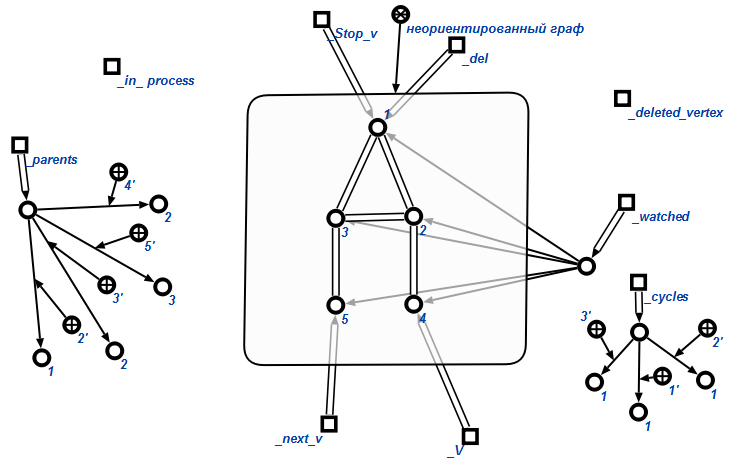 _Stop_v
неориентированный граф
_del
_in_ process
_deleted_vertex
1
_parents
4'
2
5'
3'
3
2'
1
2
3
2
5
4
_watched
_cycles
3'
2'
1'
1
1
1
_next_v
_V